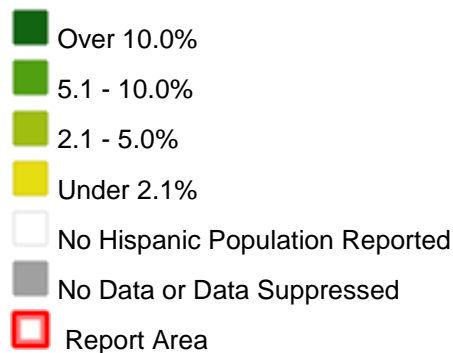 Over 10.0%
5.1 - 10.0%
2.1 - 5.0%
Under 2.1%
No Hispanic Population Reported
No Data or Data Suppressed
Report Area